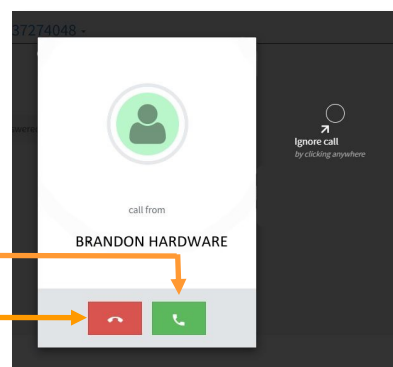 37274048
Ignore call
by clicking anywhere
call from
BRANDON HARDWARE